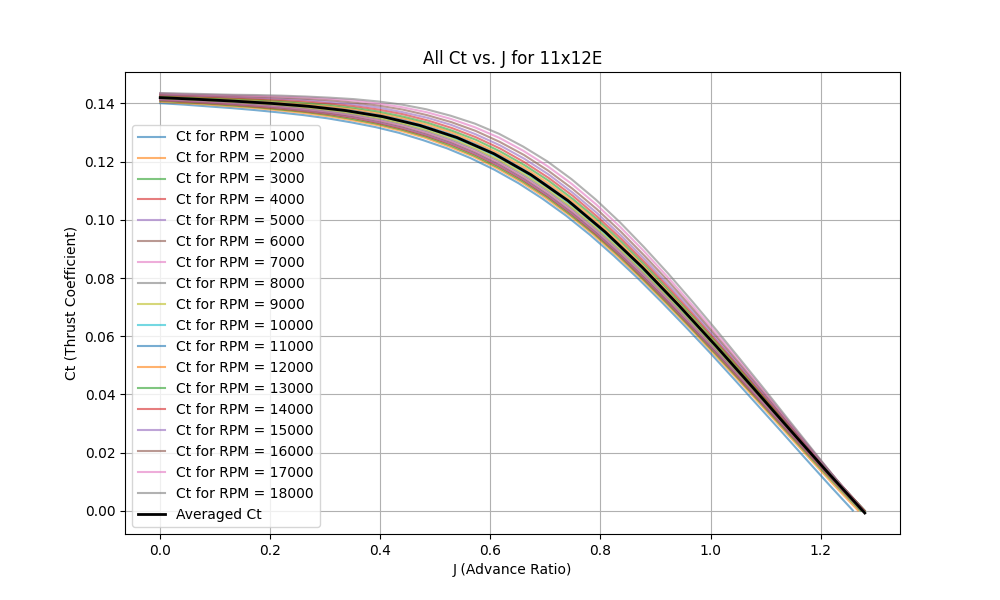 All Ct vs. J for 11x12E
Ct (Thrust Coefficient)
0.14
0.12
0.10
0.08
0.06
0.04
0.02
0.00
Ct for RPM = 1000
Ct for RPM = 2000
Ct for RPM = 3000
Ct for RPM = 4000
Ct for RPM = 5000
Ct for RPM = 6000
Ct for RPM = 7000
Ct for RPM = 8000
Ct for RPM = 9000
Ct for RPM = 10000
Ct for RPM = 11000
Ct for RPM = 12000
Ct for RPM = 13000
Ct for RPM = 14000
Ct for RPM = 15000
Ct for RPM = 16000
Ct for RPM = 17000
Ct for RPM = 18000
Averaged Ct
0.0 0.2 0.4 0.6 0.8 1.0 1.2
J (Advance Ratio)